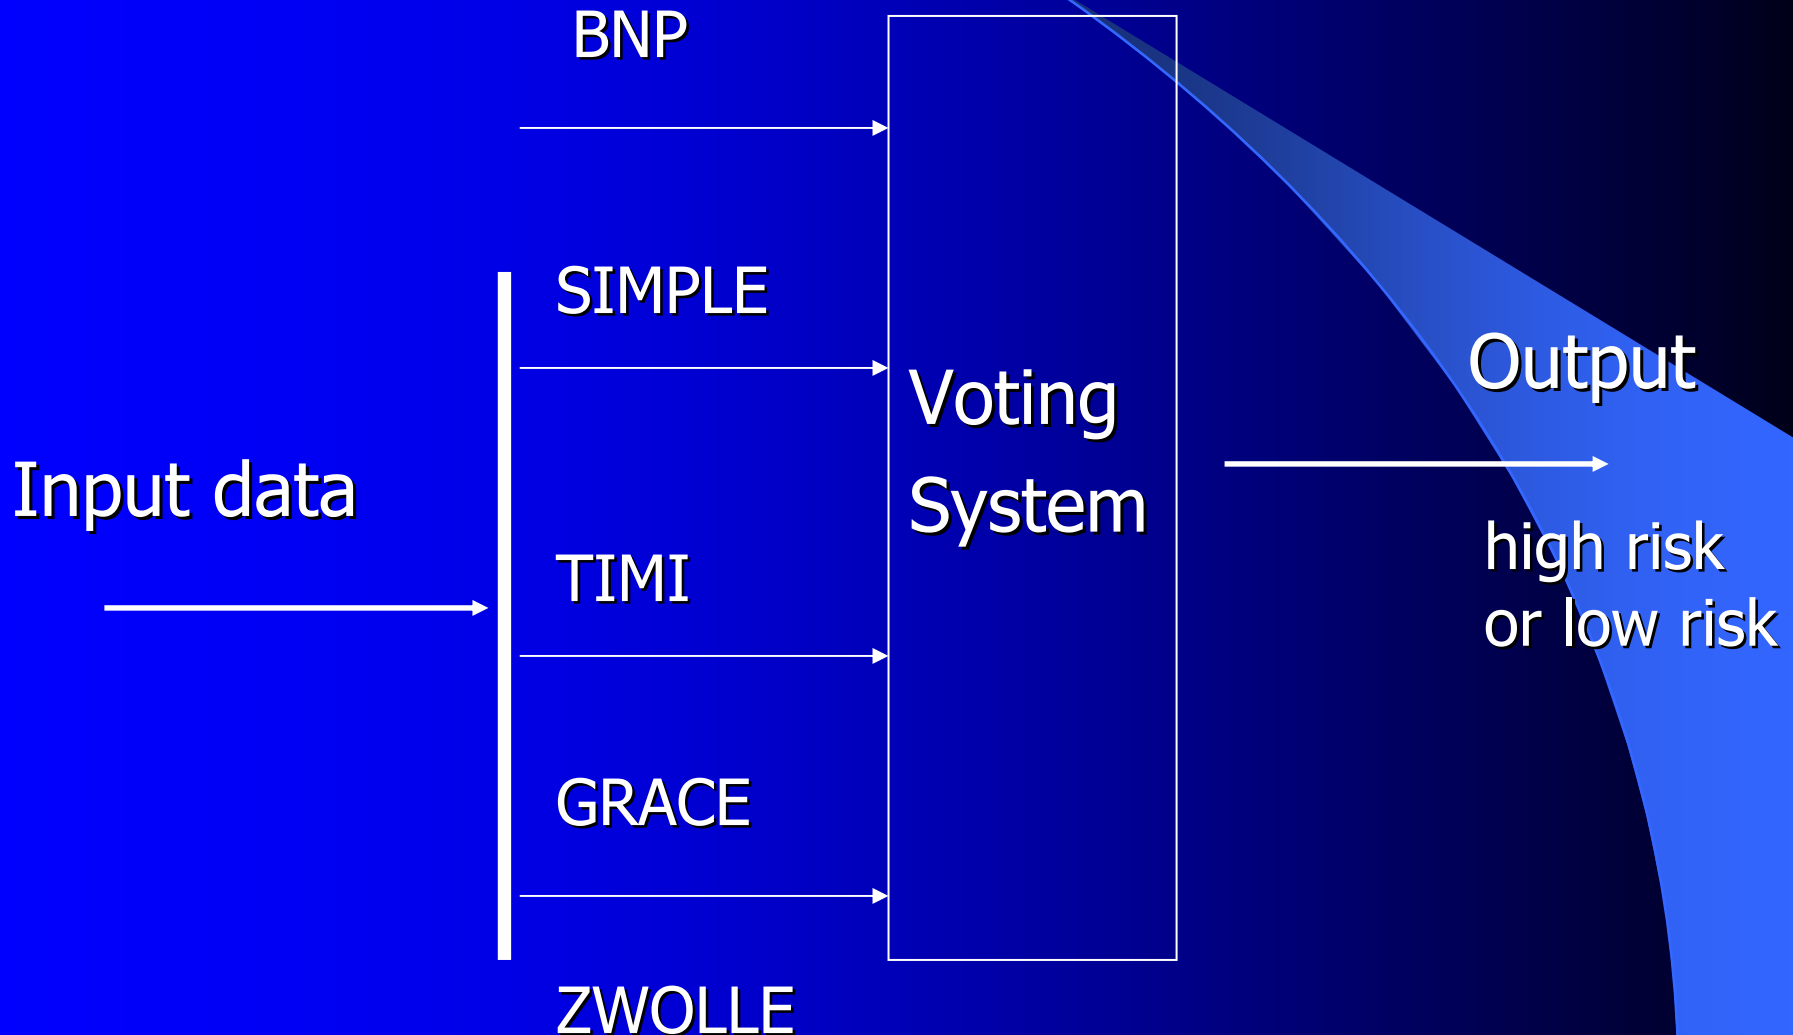 BNP
SIMPLE
Input data
TIMI
GRACE
ZWOLLE
Voting
System
Output
high risk
or low risk